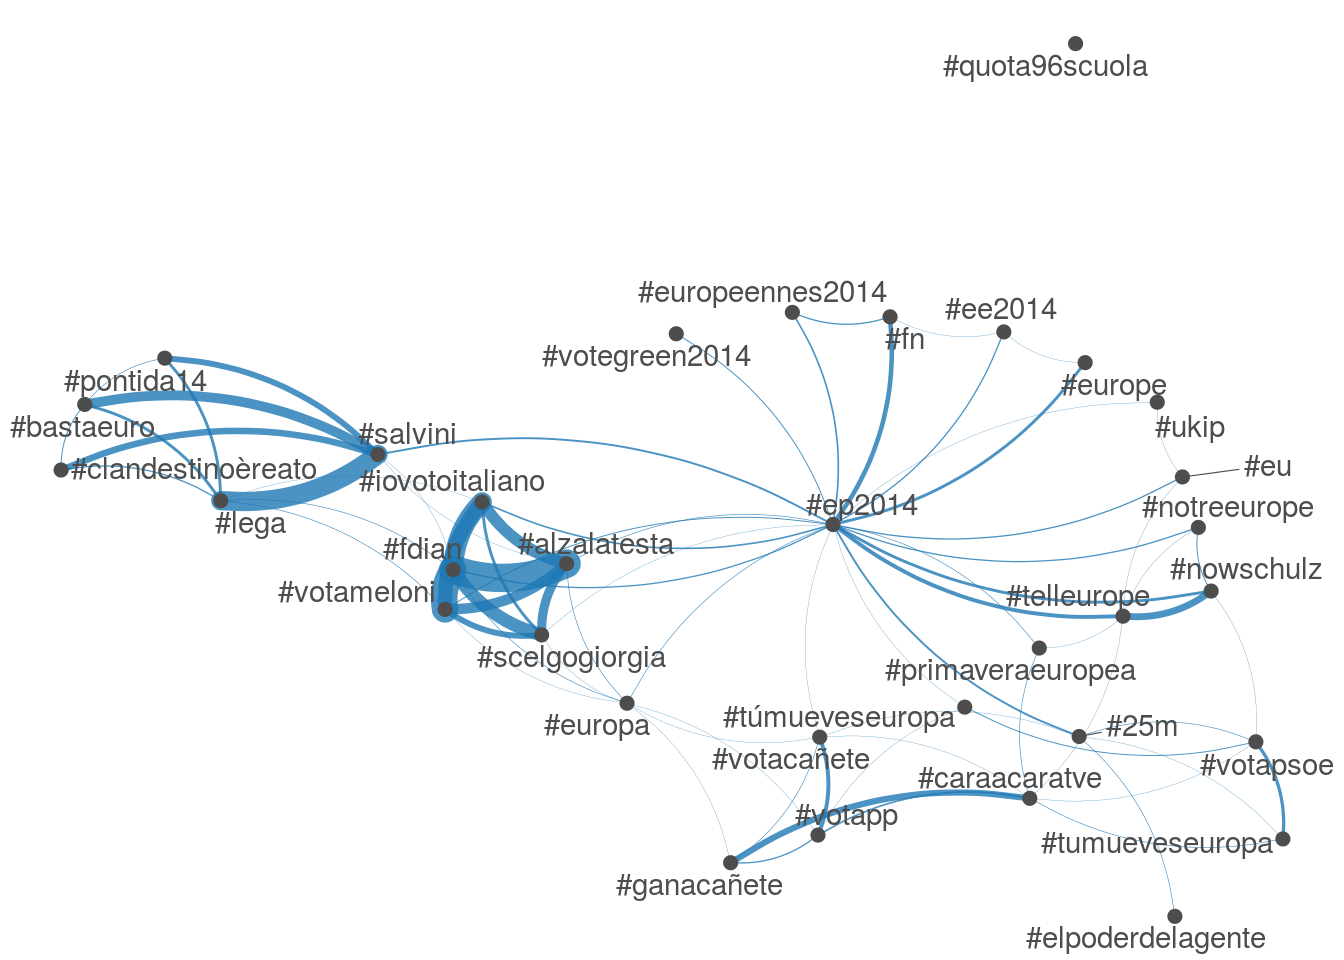 #quota96scuola
#europeennes2014
#ee2014
#fn
#votegreen2014
#pontida14
#europe
#bastaeuro
#ukip
#salvini
#clandestinoèreato
#eu
#iovotoitaliano
#ep2014
#notreeurope
#lega
#fdian
#alzalatesta
#nowschulz
#votameloni
#telleurope
#scelgogiorgia
#primaveraeuropea
#europa
#túmueveseuropa
#25m
#votacañete
#votapsoe
#caraacaratve
#votapp
#tumueveseuropa
#ganacañete
#elpoderdelagente